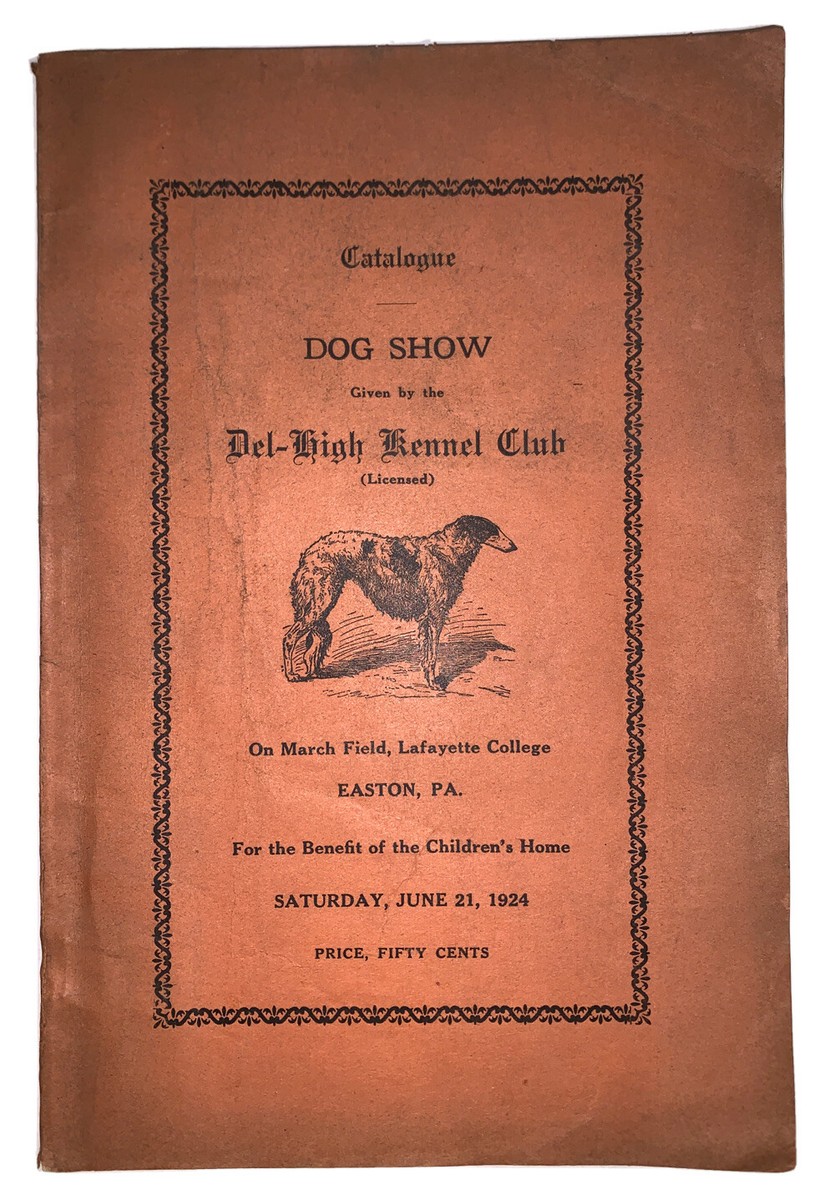 Catalogue
DOG SHOW
Given by the
Del-High Kennel Club
(Licensed)
On March Field, Lafayette College
EASTON, PA.
For the Benefit of the Children's Home
SATURDAY, JUNE 21, 1924
PRICE, FIFTY CENTS